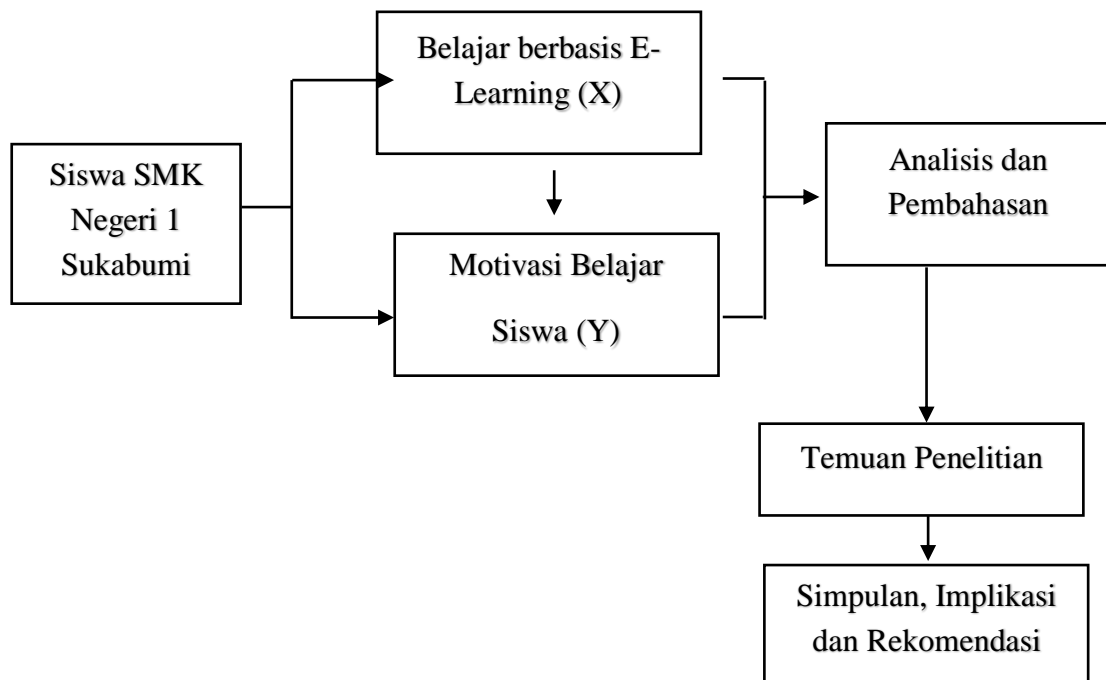 Belajar berbasis E-
Learning (X)
Siswa SMK
Negeri 1
Sukabumi
Motivasi Belajar
Siswa (Y)
Analisis dan
Pembahasan
Temuan Penelitian
Simpulan, Implikasi
dan Rekomendasi